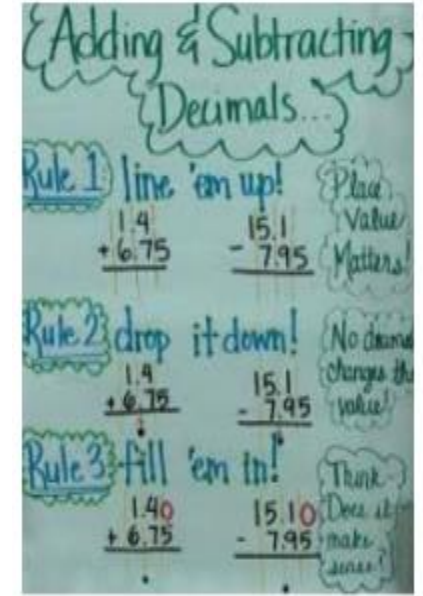 Adding & Subtracting
Decimals...
Rule 1 line 'em up!
Place
Value
Matters!
1.4
+ 6.75
15.1
- 7.95
Rule 2 drop it down!
No
changes the
value!
1.4
+ 6.75
.
15.1
- 7.95
.
Rule 3 fill 'em in!
Think
Does it
make
sense?
1.40
+ 6.75
.
15.10
- 7.95
.